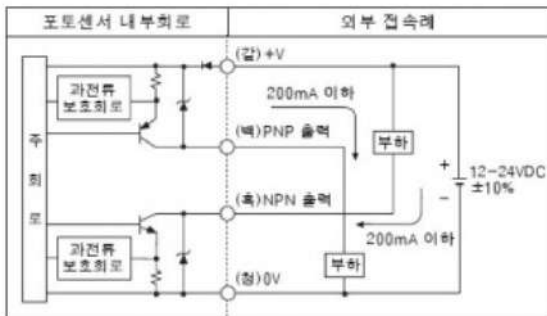 포토센서 내부회로
외부 접속례
(갈)+V
과전류
보호회로
200mA 이하
부하
(백)PNP 출력
주회로
+
12-24VDC
±10%
-
(흑)NPN 출력
200mA 이하
과전류
보호회로
부하
(청)0V